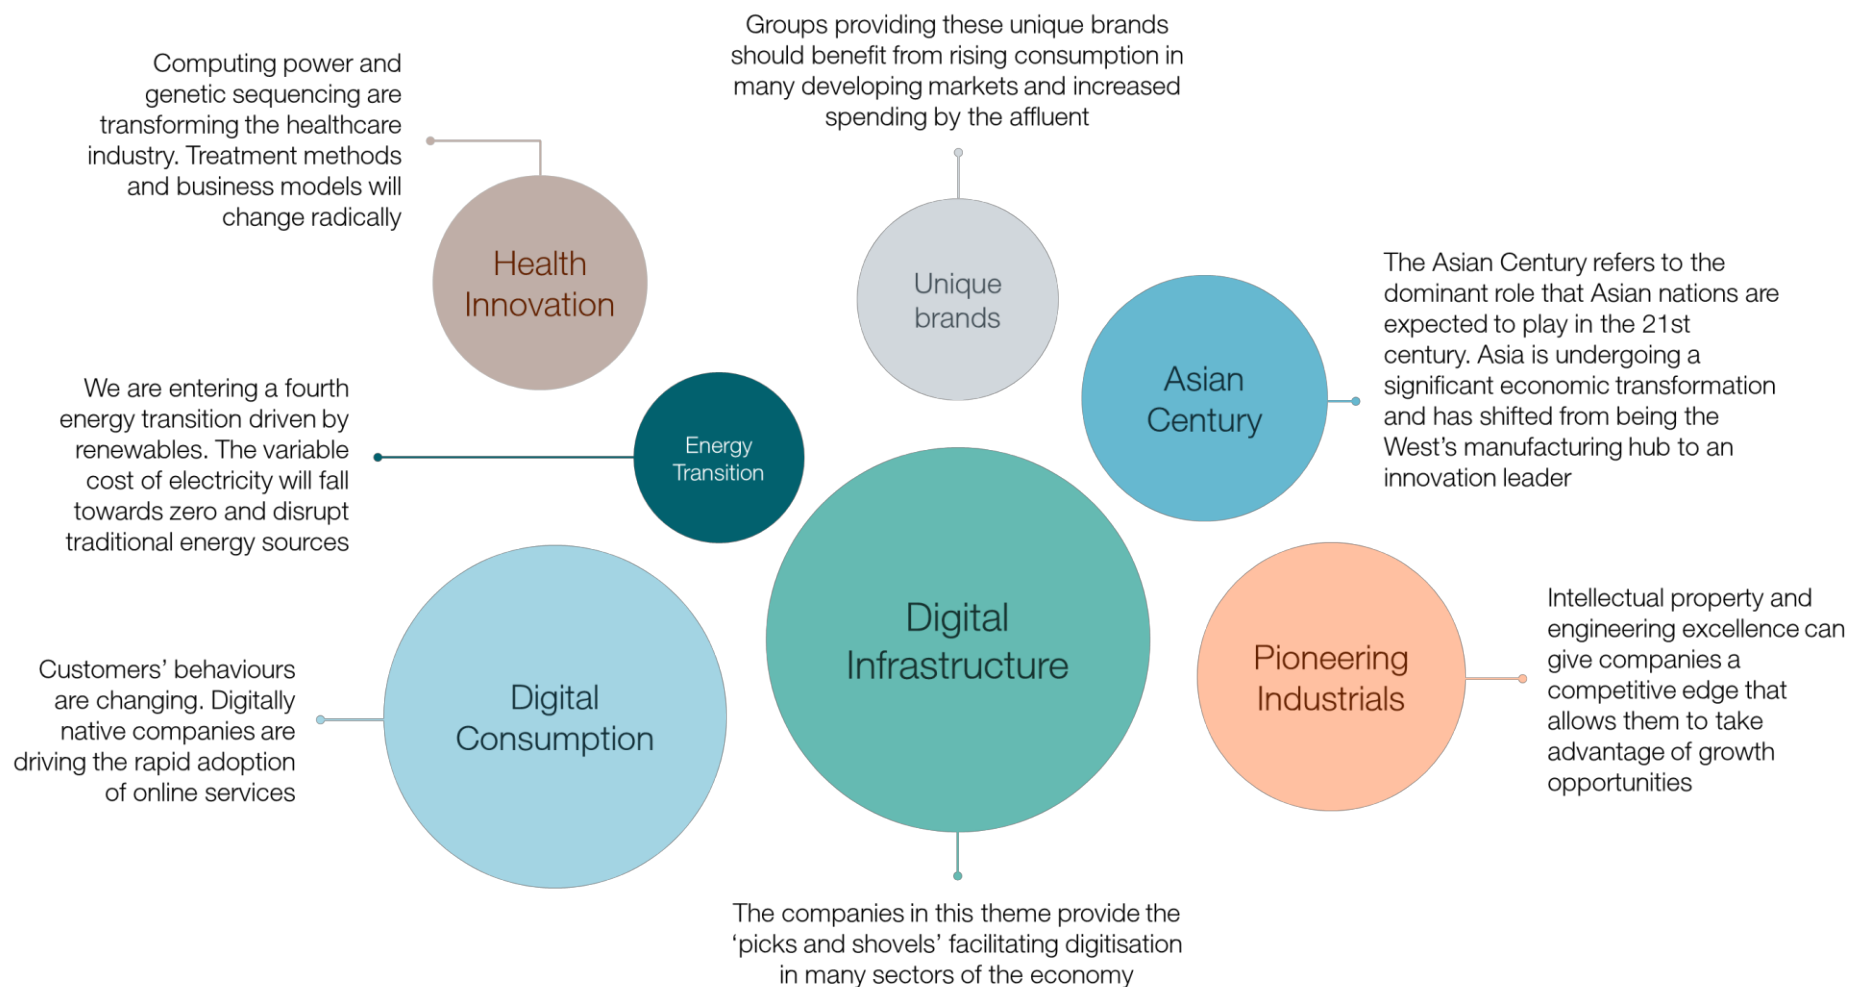 Groups providing these unique brands
should benefit from rising consumption in
many developing markets and increased
spending by the affluent
Computing power and
genetic sequencing are
transforming the healthcare
industry. Treatment methods
and business models will
change radically
Health
Innovation
Unique
brands
Asian
Century
The Asian Century refers to the
dominant role that Asian nations are
expected to play in the 21st
century. Asia is undergoing a
significant economic transformation
and has shifted from being the
West’s manufacturing hub to an
innovation leader
We are entering a fourth
energy transition driven by
renewables. The variable
cost of electricity will fall
towards zero and disrupt
traditional energy sources
Energy
Transition
Digital
Infrastructure
Customers’ behaviours
are changing. Digitally
native companies are
driving the rapid adoption
of online services
Digital
Consumption
Pioneering
Industrials
Intellectual property and
engineering excellence can
give companies a
competitive edge that
allows them to take
advantage of growth
opportunities
The companies in this theme provide the
‘picks and shovels’ facilitating digitisation
in many sectors of the economy